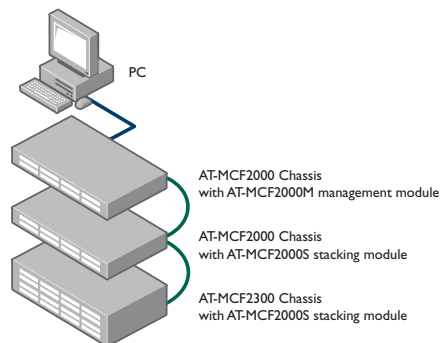 PC
AT-MCF2000 Chassis
with AT-MCF2000M management module
AT-MCF2000 Chassis
with AT-MCF2000S stacking module
AT-MCF2300 Chassis
with AT-MCF2000S stacking module